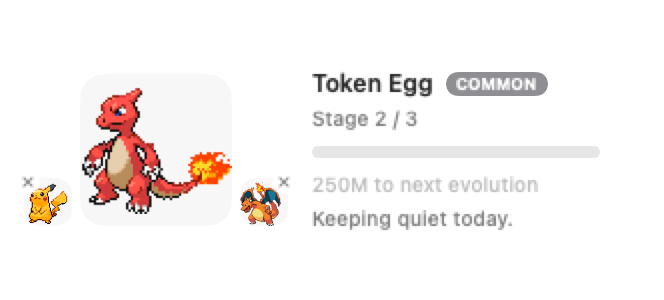 Token Egg COMMON
Stage 2 / 3
250M to next evolution
Keeping quiet today.
× ×